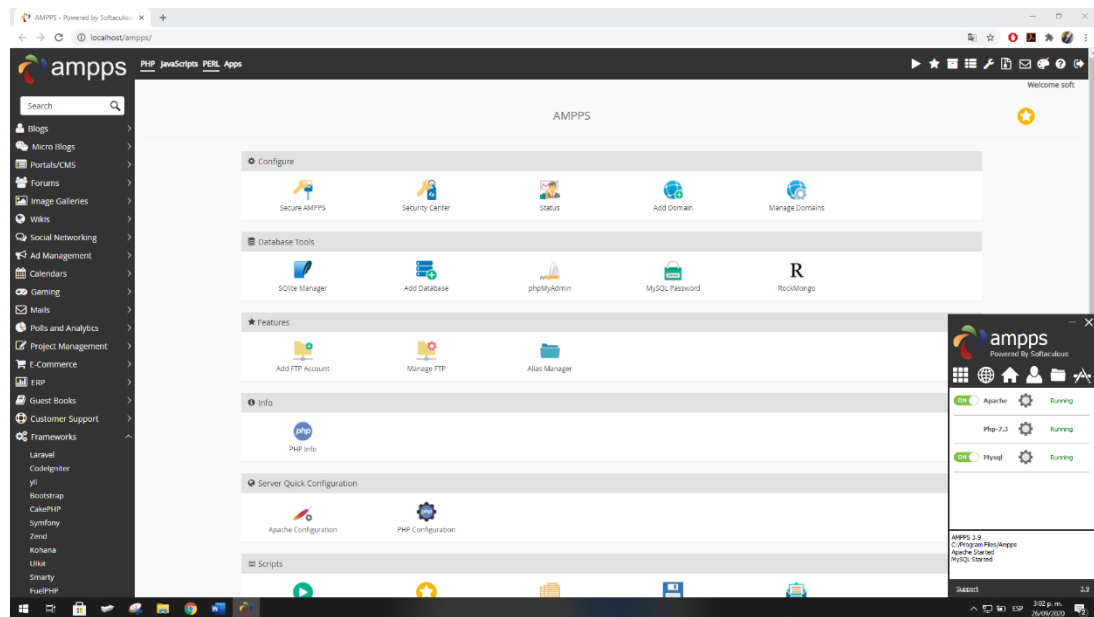 AMPPS - Powered by Softaculou
localhost/ampps/
ampps
PHP JavaScripts PERL Apps
Welcome soft
Search
Blogs
Micro Blogs
Portals/CMS
Forums
Image Galleries
Wikis
Social Networking
Ad Management
Calendars
Gaming
Mails
Polls and Analytics
Project Management
E-Commerce
ERP
Guest Books
Customer Support
Frameworks
Laravel
CodeIgniter
yii
Bootstrap
CakePHP
Symfony
Zend
Kohana
UIkit
Smarty
FuelPHP
AMPPS
Configure
Secure AMPPS
Security Center
Status
Add Domain
Manage Domains
Database Tools
SQlite Manager
Add Database
phpMyAdmin
MySQL Password
R
RockMongo
Features
Add FTP Account
Manage FTP
Alias Manager
Info
php
PHP Info
Server Quick Configuration
php
Apache Configuration
PHP Configuration
Scripts
ampps
Powered By Softaculous
ON Apache Running
Php-7.3 Running
ON Mysql Running
AMPPS 3.9
C:/Program Files/Ampps
Apache Started
MySQL Started
Support 3.9
ESP
3:02 p. m.
26/09/2020